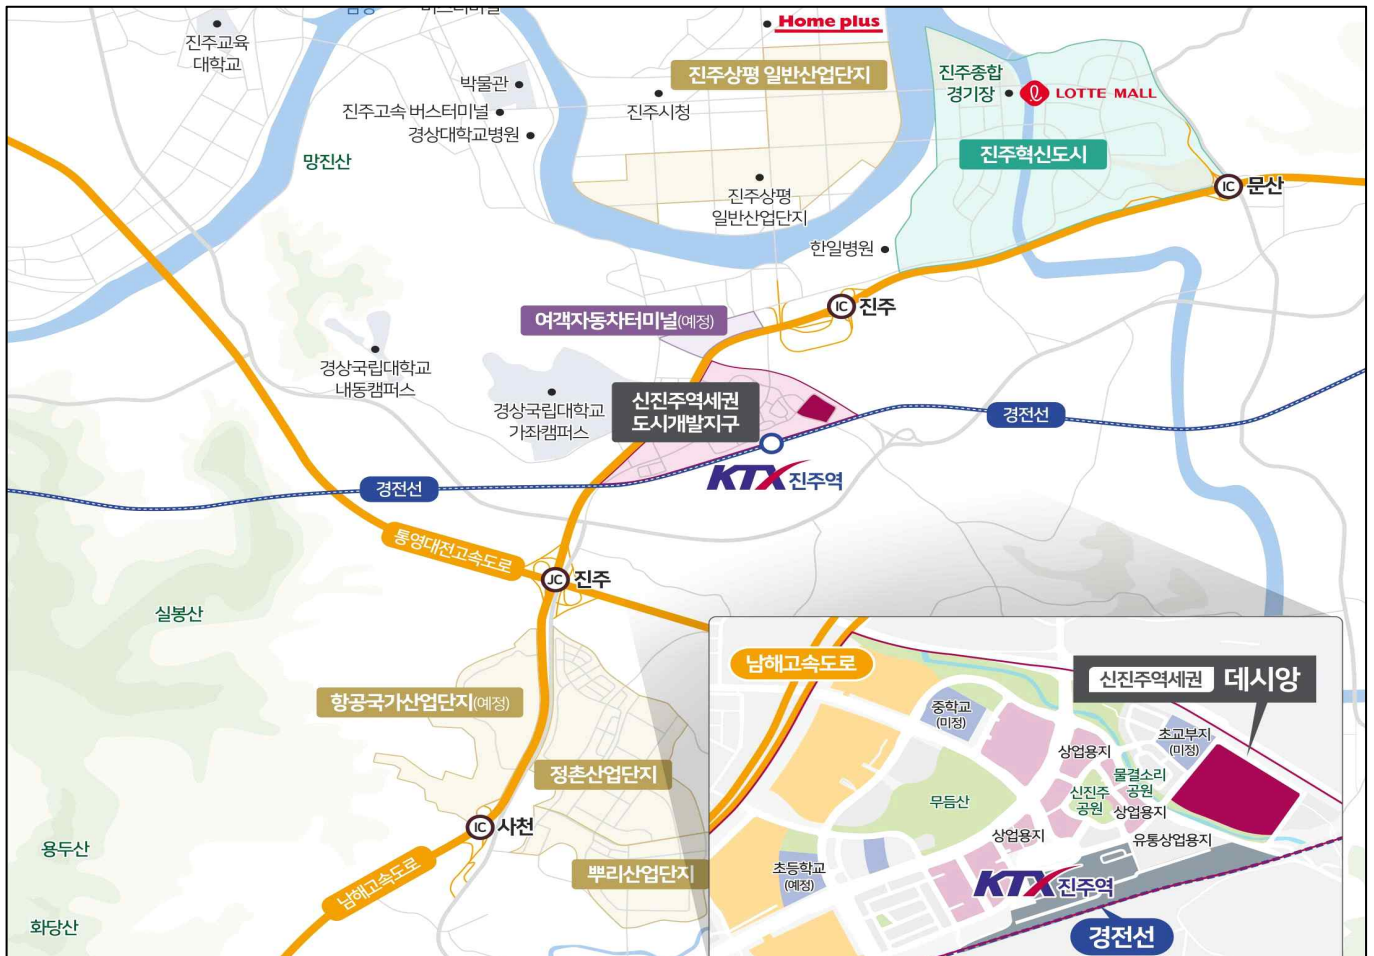 Home plus
진주교육
대학교
진주상평 일반산업단지
진주종합
경기장
LOTTE MALL
박물관
진주고속 버스터미널
경상대학교병원
진주시청
망진산
진주혁신도시
진주상평
일반산업단지
IC 문산
한일병원
여객자동차터미널(예정)
IC 진주
경상국립대학교
내동캠퍼스
경상국립대학교
가좌캠퍼스
신진주역세권
도시개발지구
경전선
KTX 진주역
경전선
통영대전고속도로
JC 진주
실봉산
항공국가산업단지(예정)
정촌산업단지
IC 사천
뿌리산업단지
남해고속도로
용두산
화당산
남해고속도로
신진주역세권 데시앙
중학교
(미정)
초교부지
(미정)
상업용지
물결소리
공원
신진주
공원
상업용지
무듬산
상업용지
유통상업용지
초등학교
(예정)
KTX 진주역
경전선